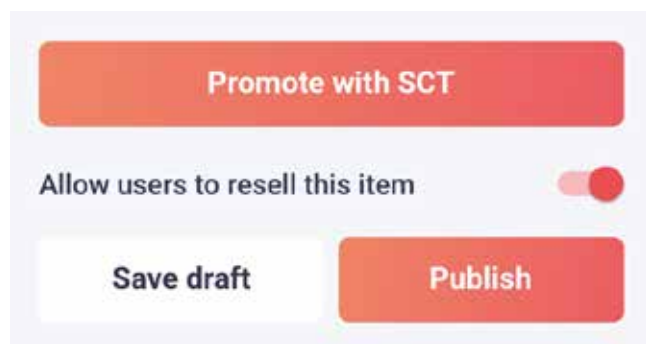 Promote with SCT
Allow users to resell this item
Save draft
Publish